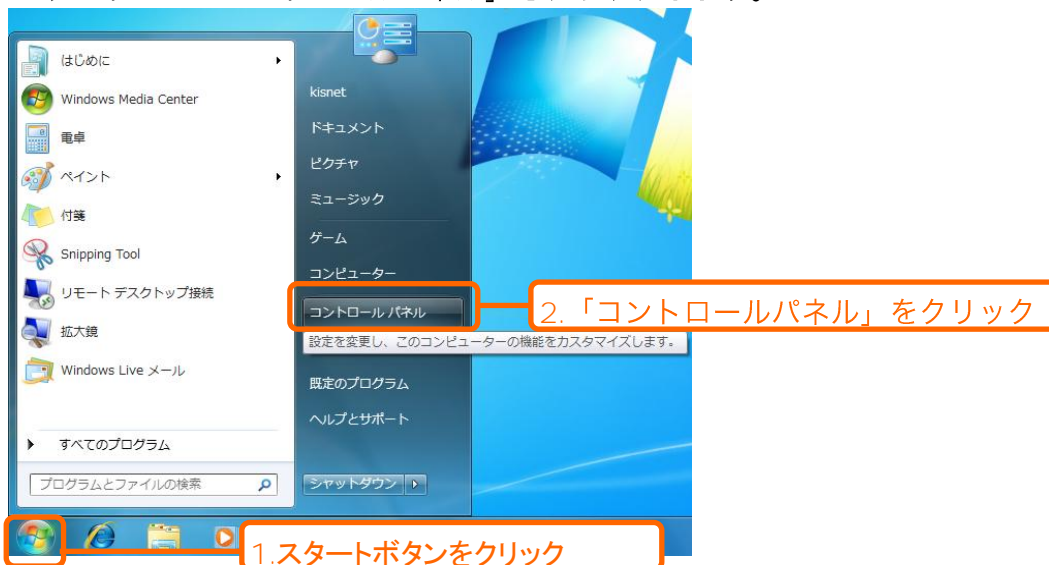 はじめに
Windows Media Center
電卓
ペイント
付箋
Snipping Tool
リモート デスクトップ接続
拡大鏡
Windows Live メール
すべてのプログラム
プログラムとファイルの検索
kisnet
ドキュメント
ピクチャ
ミュージック
ゲーム
コンピューター
コントロール パネル
2.「コントロールパネル」をクリック
設定を変更し、このコンピューターの機能をカスタマイズします。
既定のプログラム
ヘルプとサポート
シャットダウン
1.スタートボタンをクリック